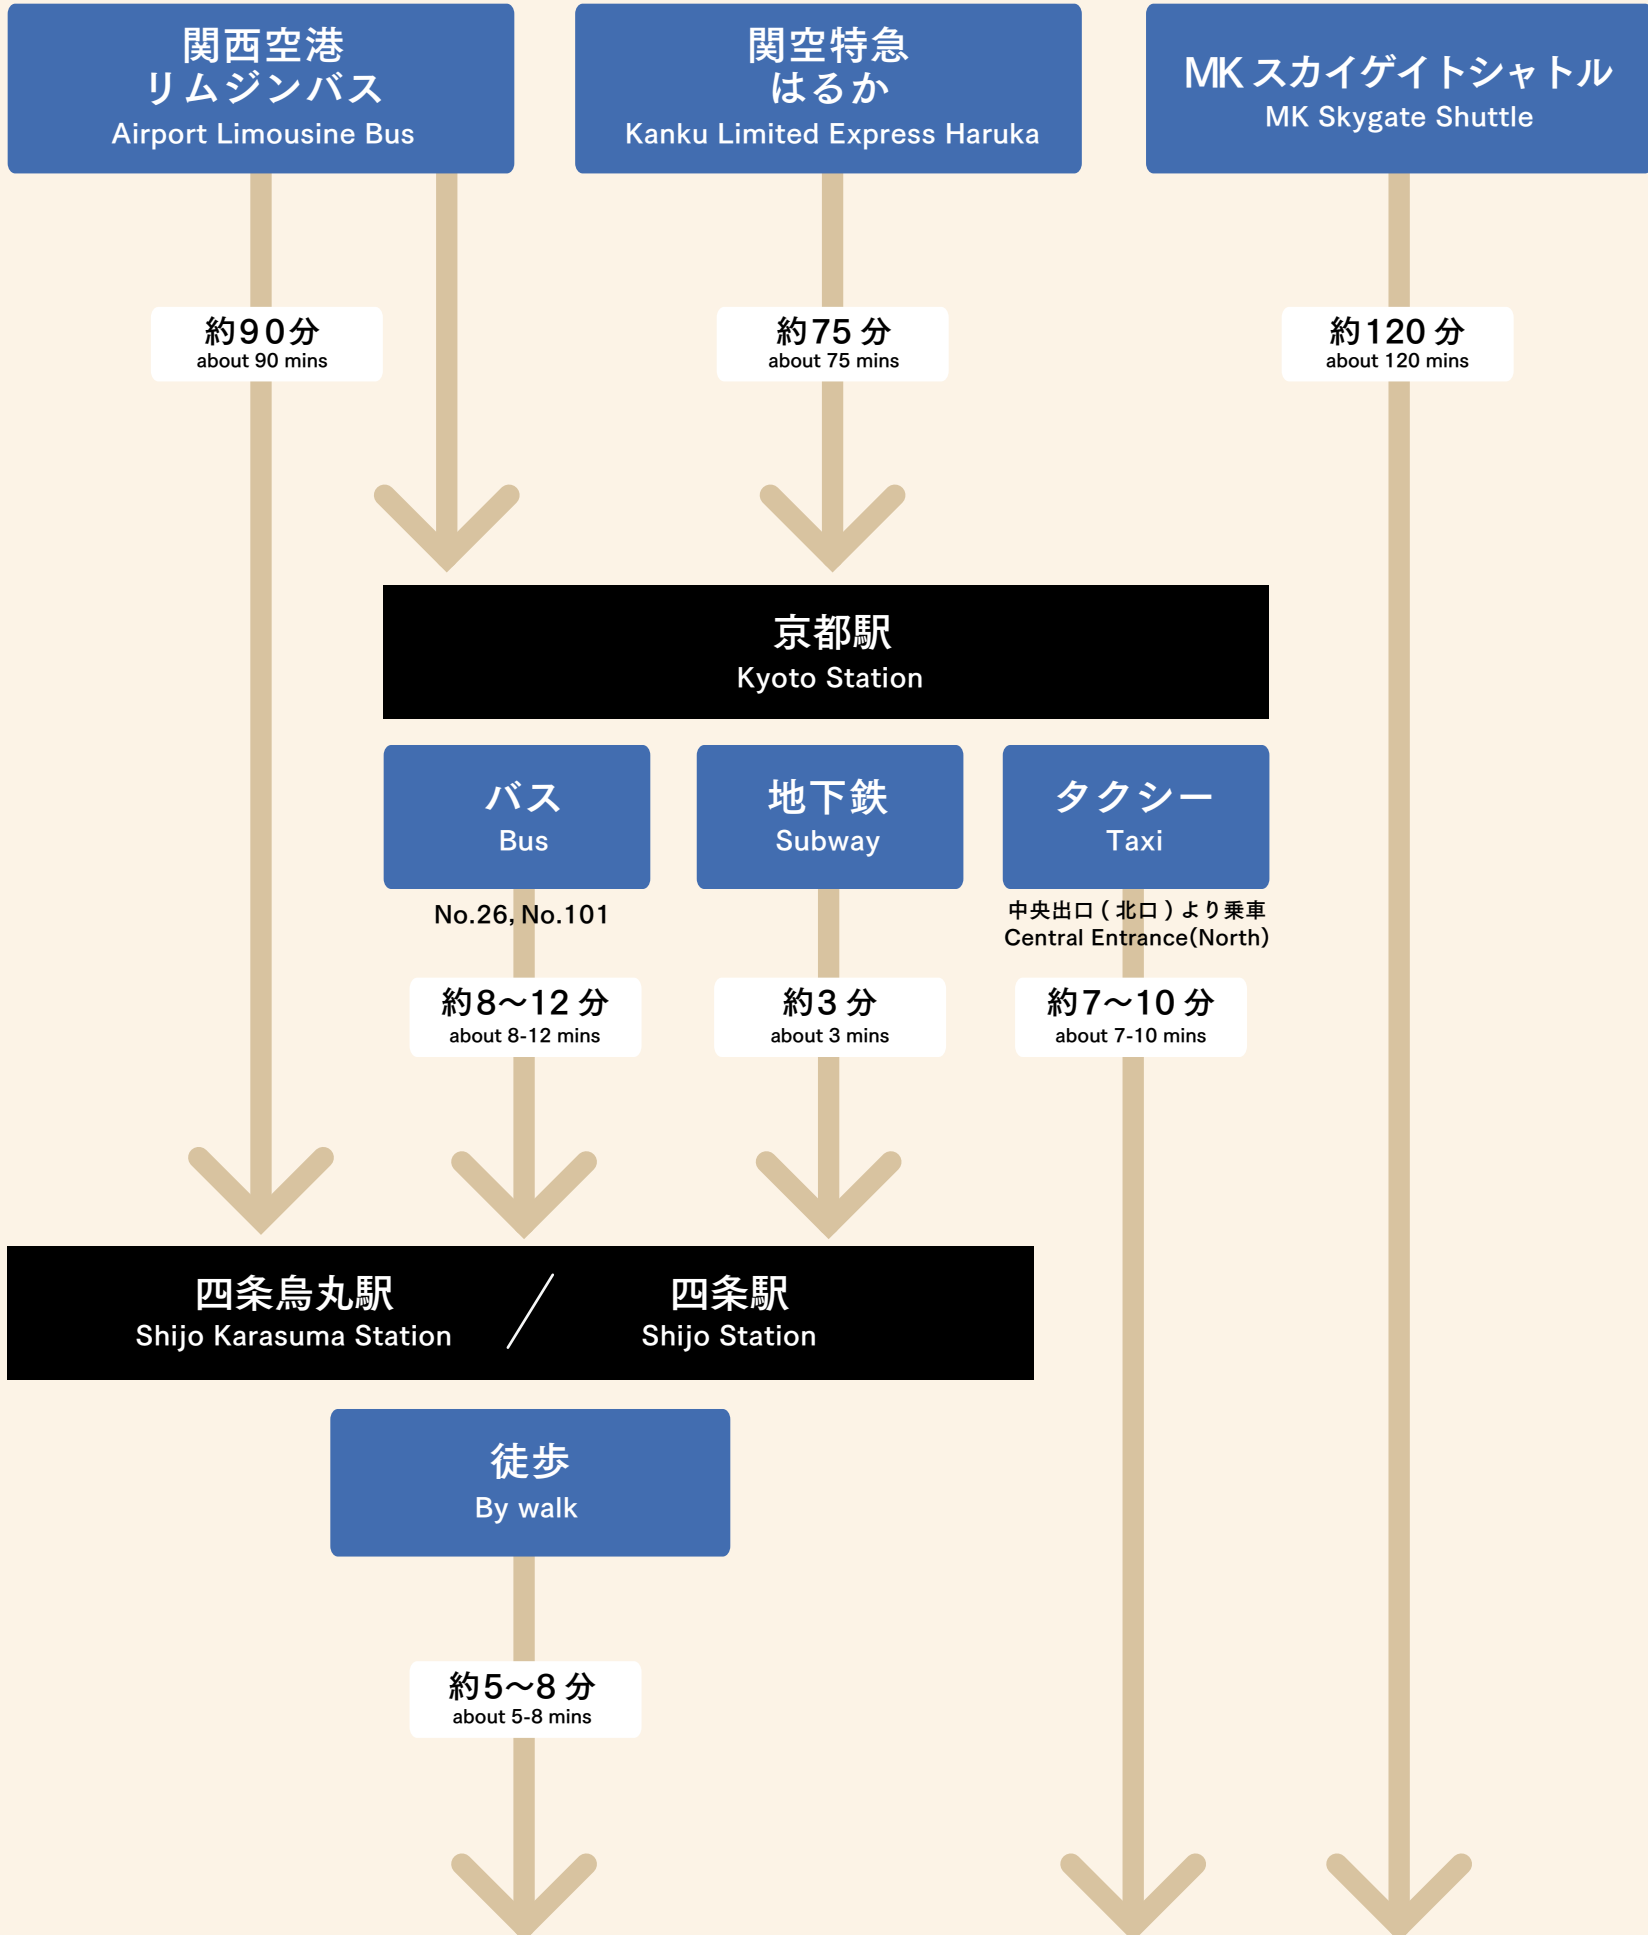 関西空港
リムジンバス
Airport Limousine Bus
関空特急
はるか
Kanku Limited Express Haruka
MK スカイゲイトシャトル
MK Skygate Shuttle
約90分
about 90 mins
約75 分
about 75 mins
約120 分
about 120 mins
京都駅
Kyoto Station
バス
Bus
地下鉄
Subway
タクシー
Taxi
No.26, No.101
中央出口 ( 北口 ) より乗車
Central Entrance(North)
約8〜12 分
about 8-12 mins
約3 分
about 3 mins
約7〜10 分
about 7-10 mins
四条烏丸駅
Shijo Karasuma Station
四条駅
Shijo Station
徒歩
By walk
約5〜8 分
about 5-8 mins